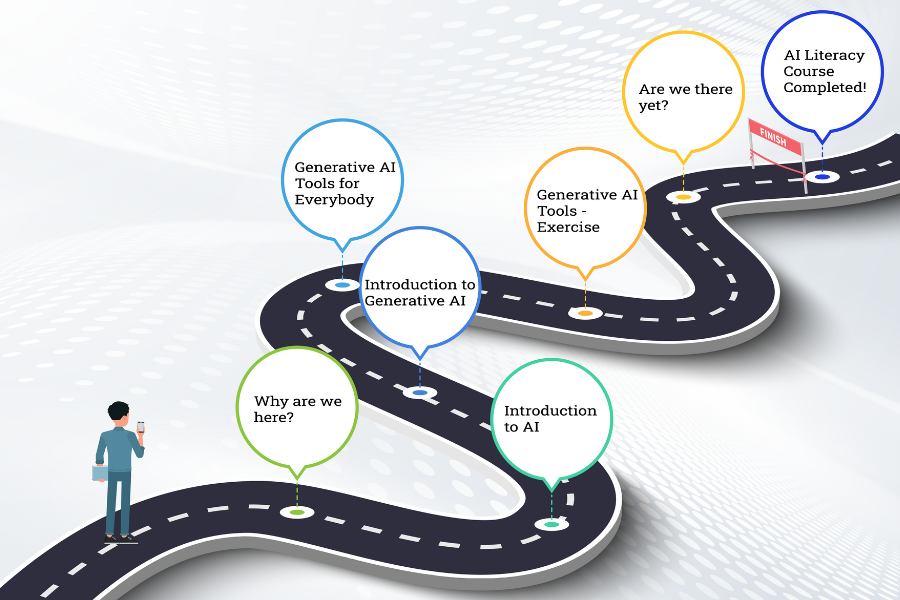 Why are we
here?
Introduction
to AI
Introduction to
Generative AI
Generative AI
Tools for
Everybody
Generative AI
Tools -
Exercise
Are we there
yet?
FINISH
AI Literacy
Course
Completed!